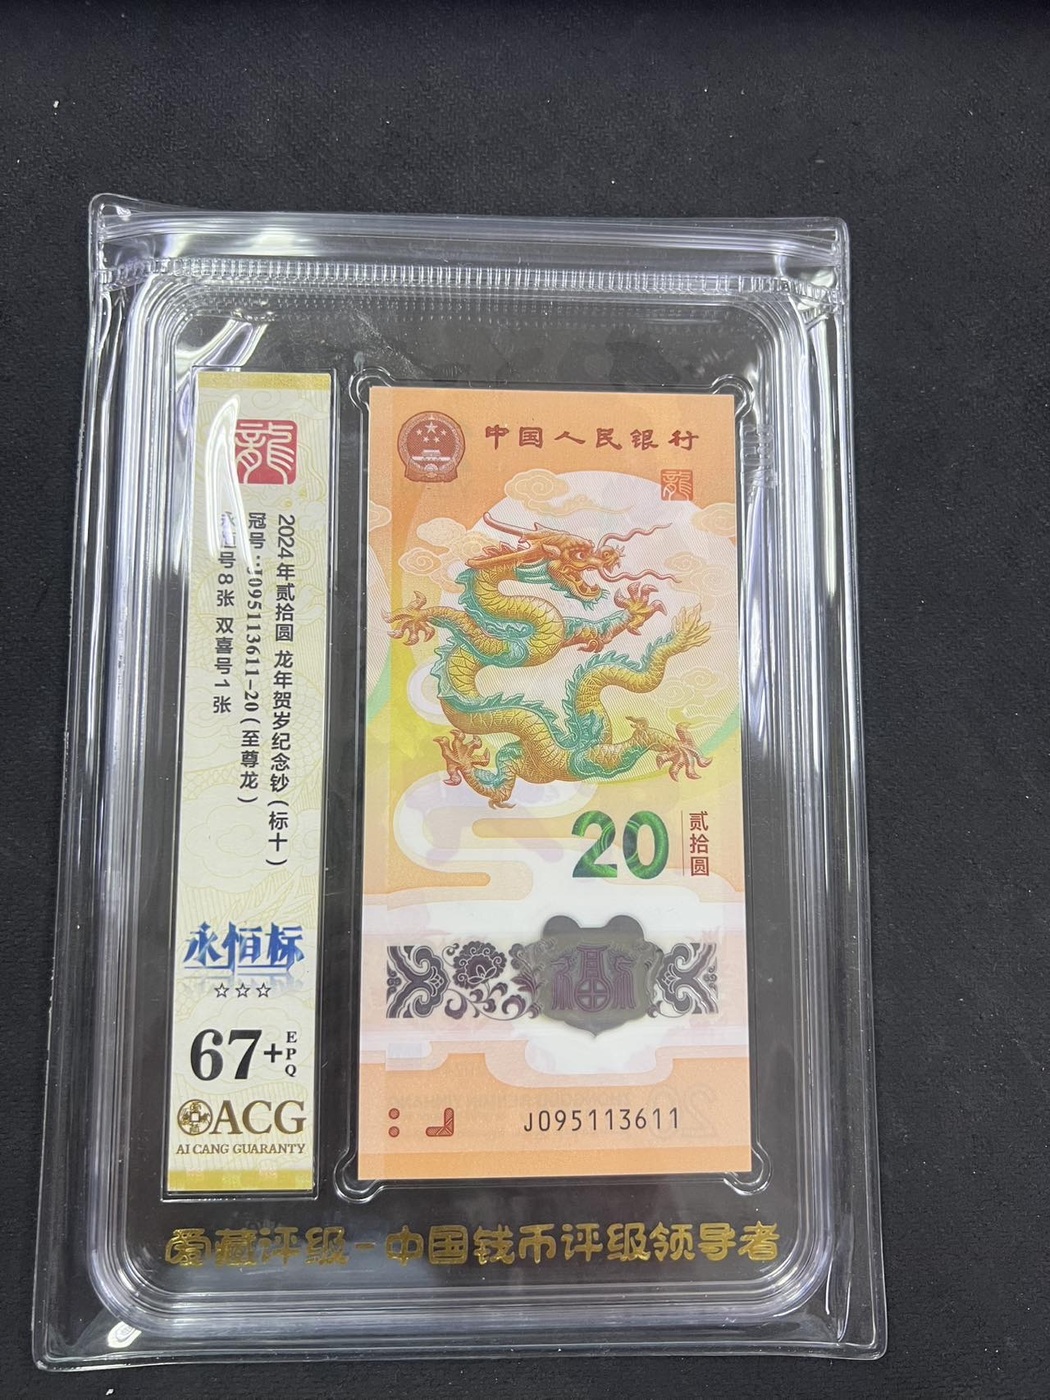 龍
2024年贰拾圆 龙年贺岁纪念钞(标十)
冠号:J095113611-20(至尊龙)
号8张 双喜号1张
永恒标
☆☆☆
67+
EPQ
ACG
AI CANG GUARANTY
中国人民银行
龍
20
贰拾圆
福
J095113611
爱藏评级-中国钱币评级领导者